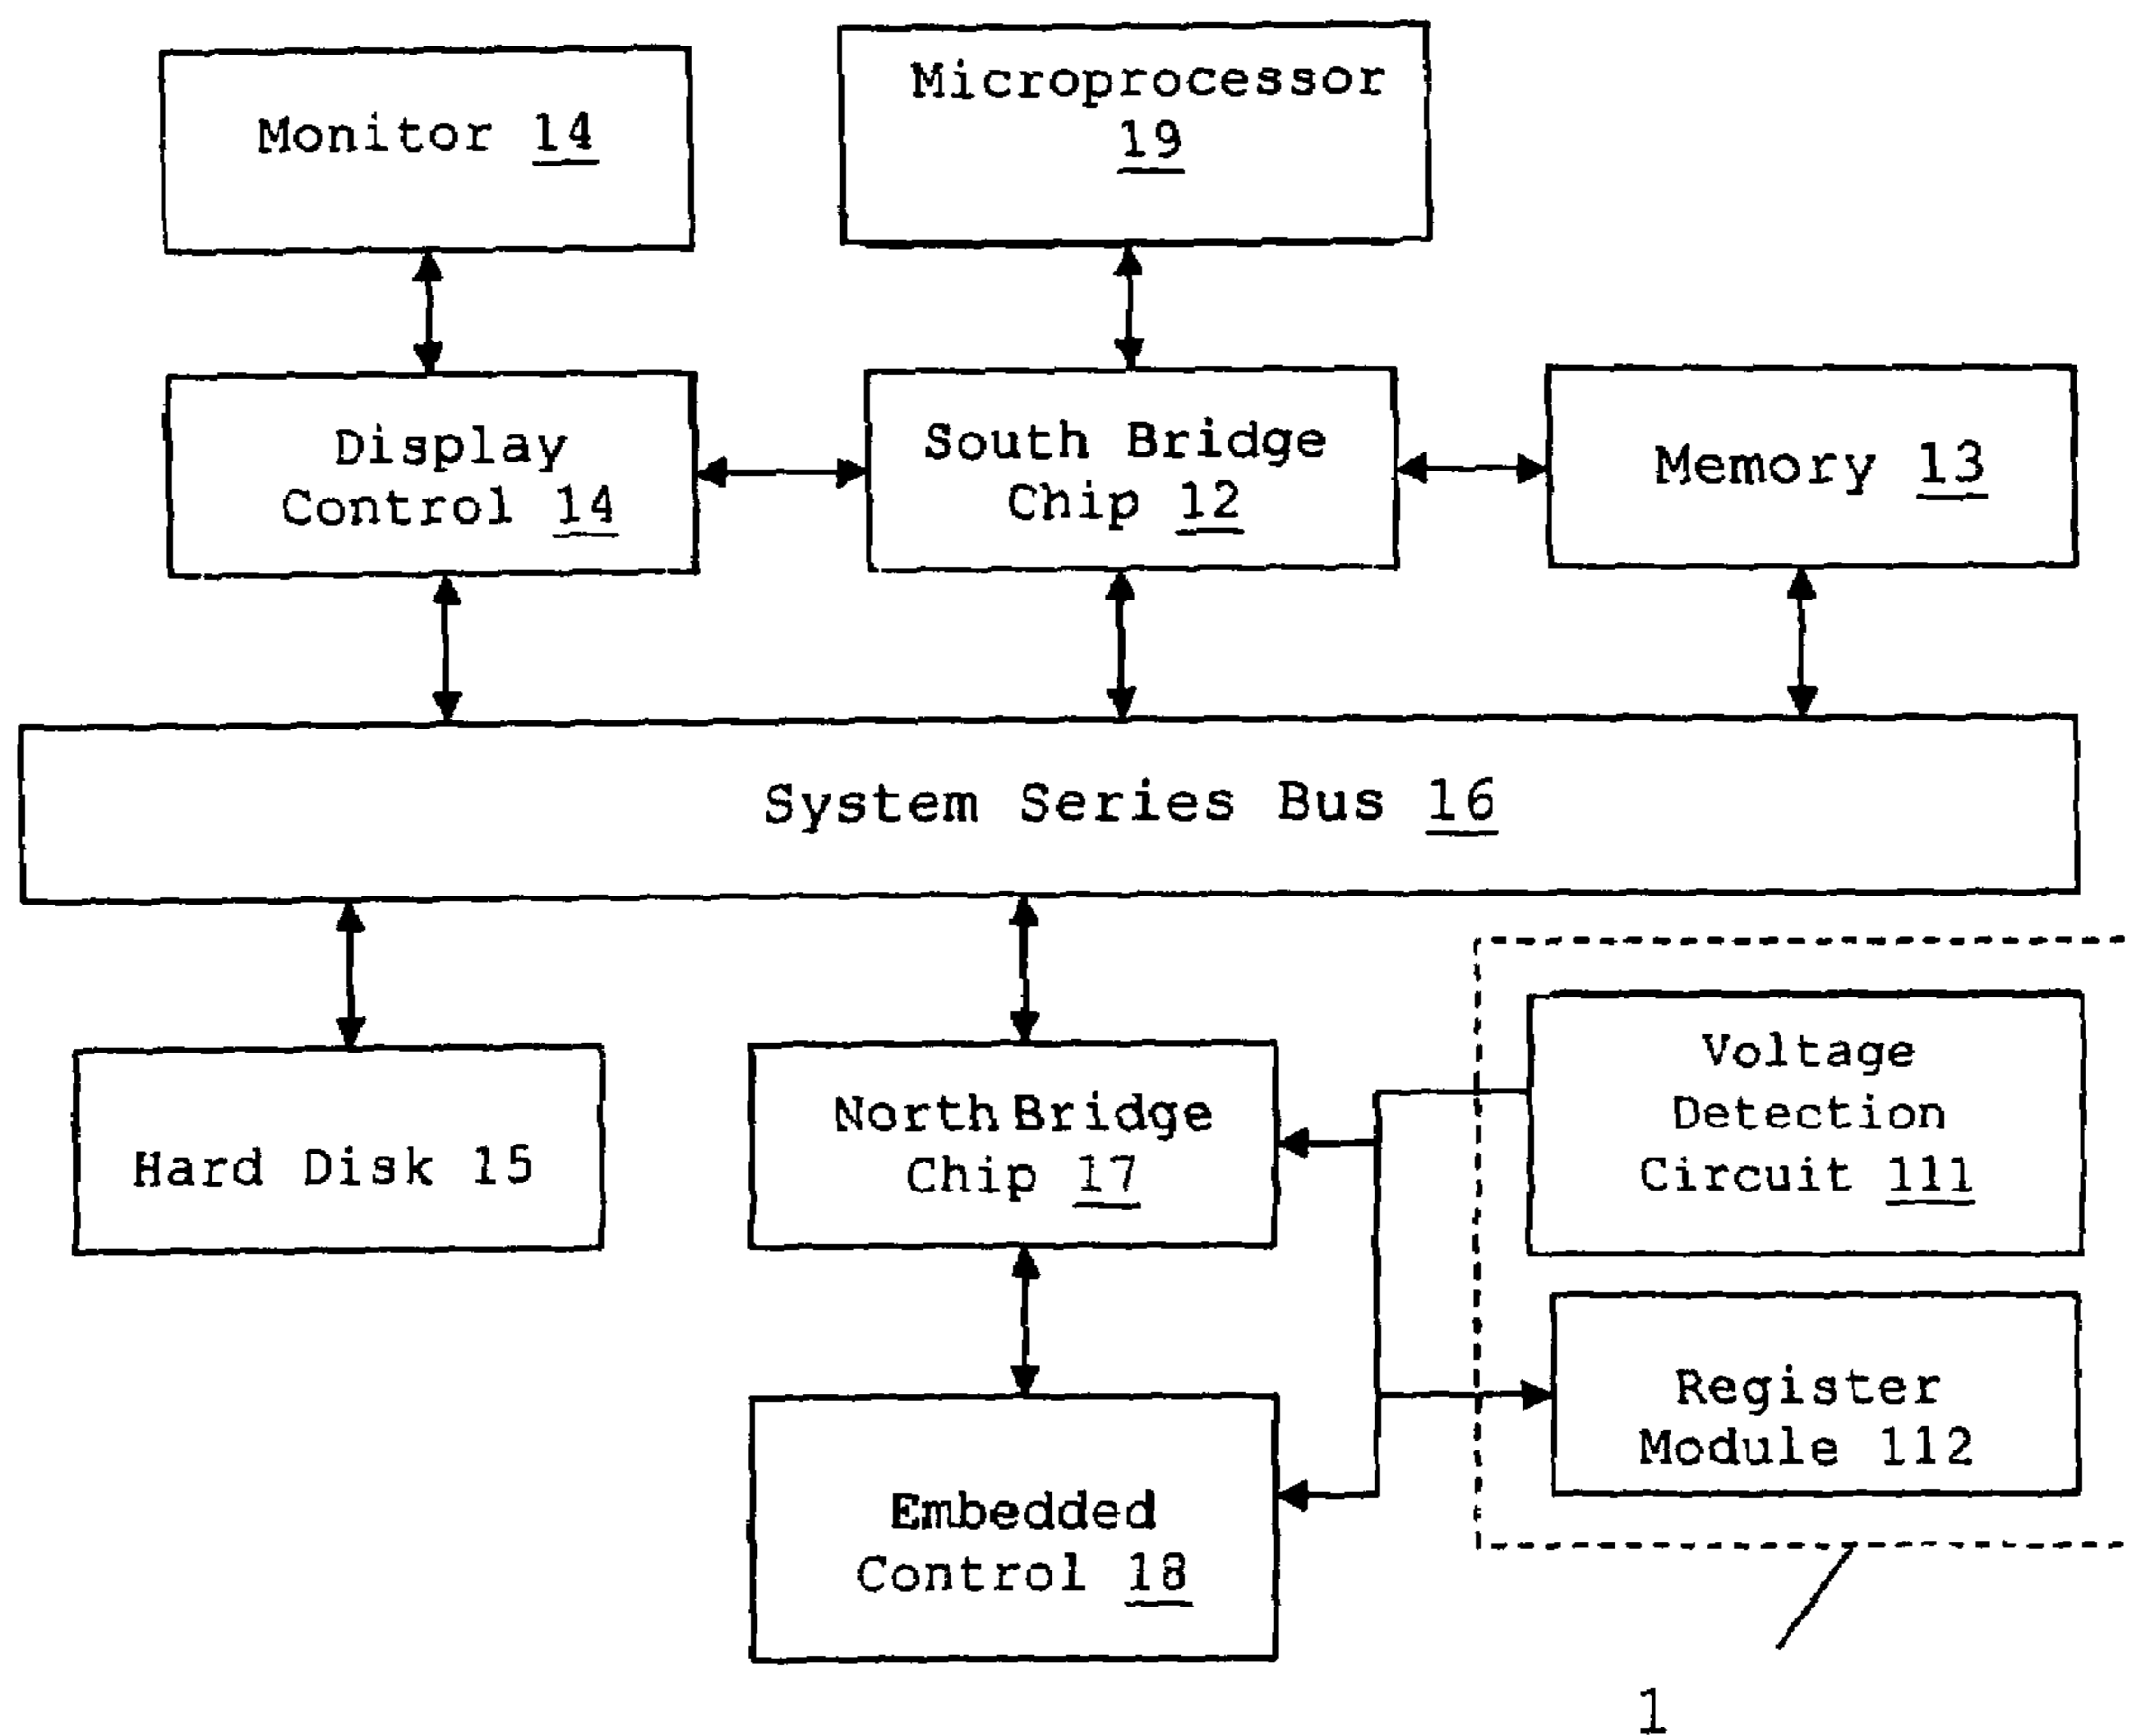 Monitor 14
Microprocessor
19
Display
Control 14
South Bridge
Chip 12
Memory 13
System Series Bus 16
Hard Disk 15
North Bridge
Chip 17
Voltage
Detection
Circuit 111
Register
Module 112
Embedded
Control 18
1